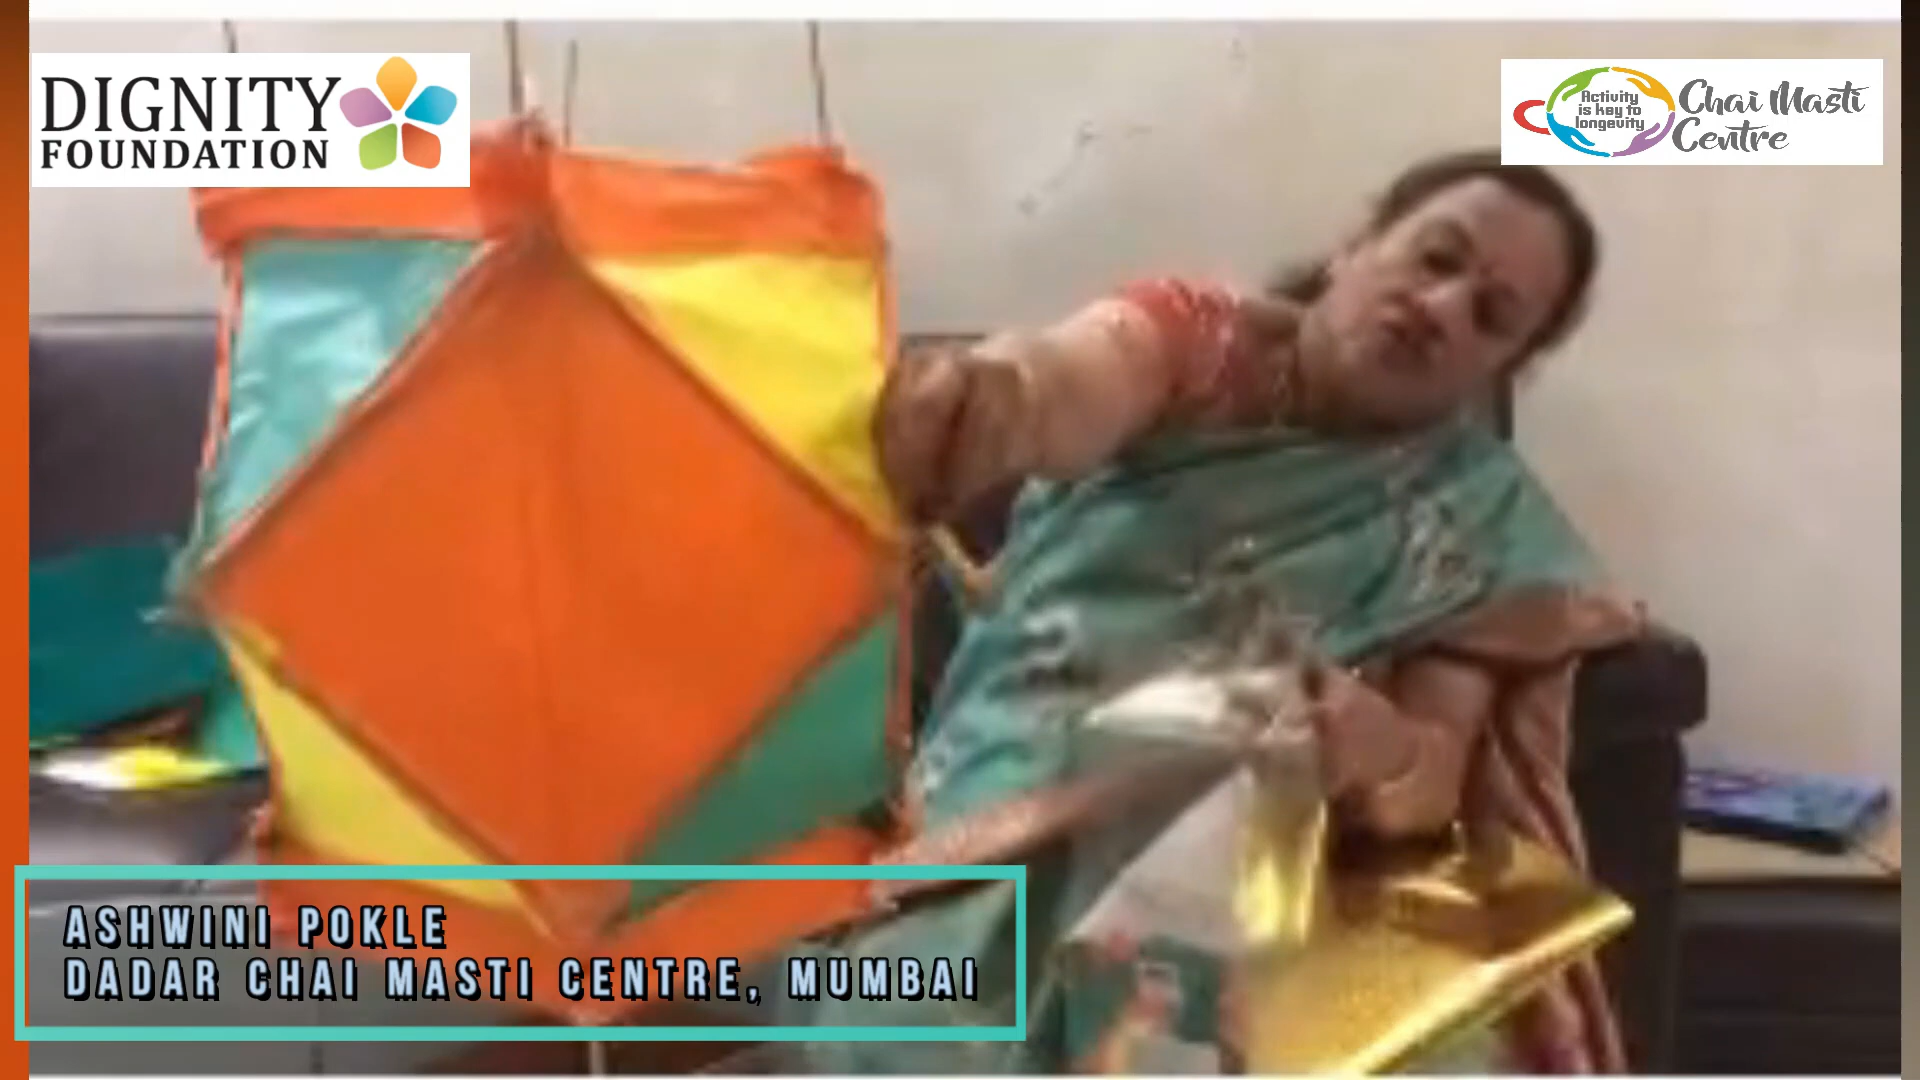 DIGNITY
FOUNDATION
Activity
is key to
longevity
Chai Masti
Centre
ASHWINI POKLE
DADAR CHAI MASTI CENTRE, MUMBAI